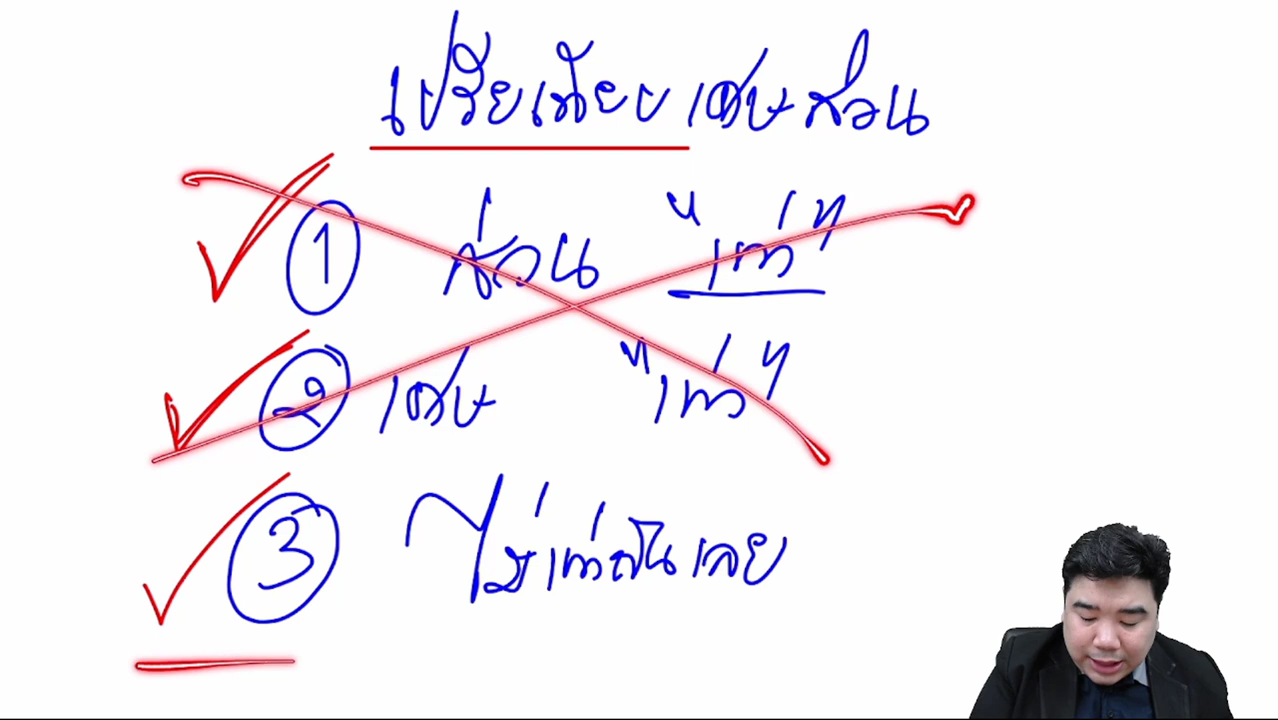 เปรียบเทียบ เศษส่วน
① ส่วน "เท่า"
② เศษ "เท่า"
③ ไม่เท่ากันเลย